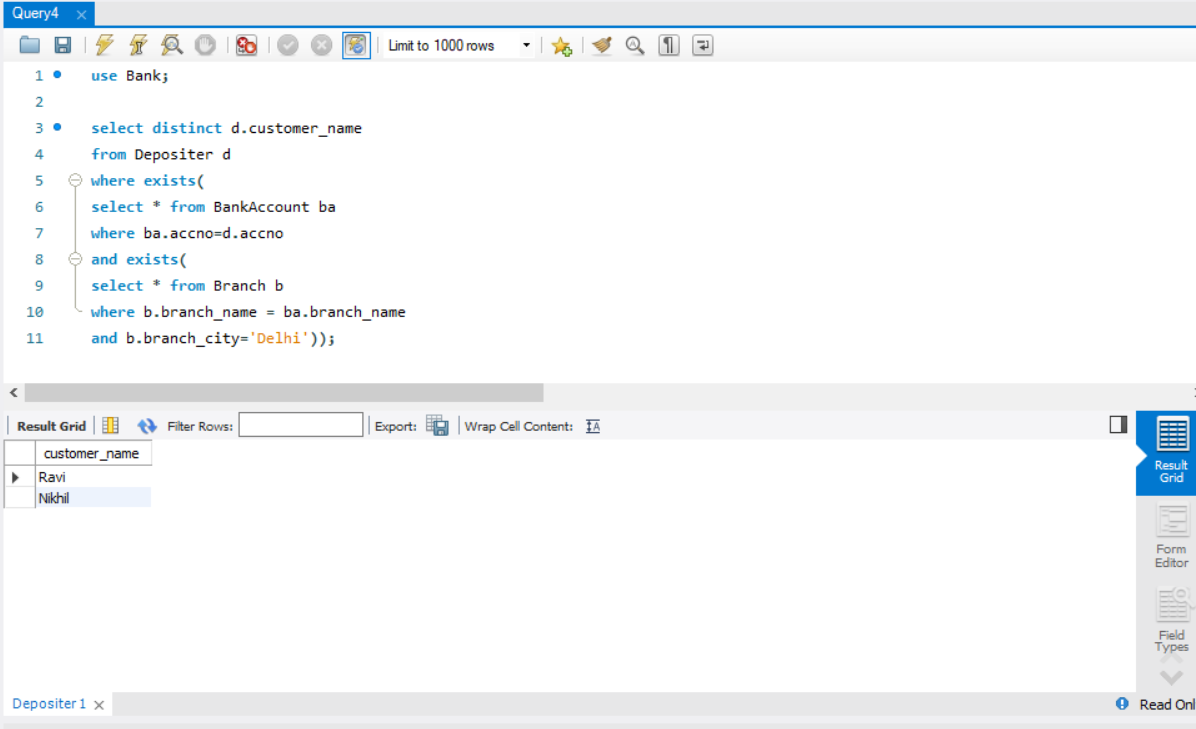 Query4
Limit to 1000 rows
1 use Bank;
2
3 select distinct d.customer_name
4 from Depositer d
5 where exists(
6 select * from BankAccount ba
7 where ba.accno=d.accno
8 and exists(
9 select * from Branch b
10 where b.branch_name = ba.branch_name
11 and b.branch_city='Delhi'));
Result Grid Filter Rows: Export: Wrap Cell Content:
customer_name
Ravi
Nikhil
Result
Grid
Form
Editor
Field
Types
Depositer 1
Read Onl